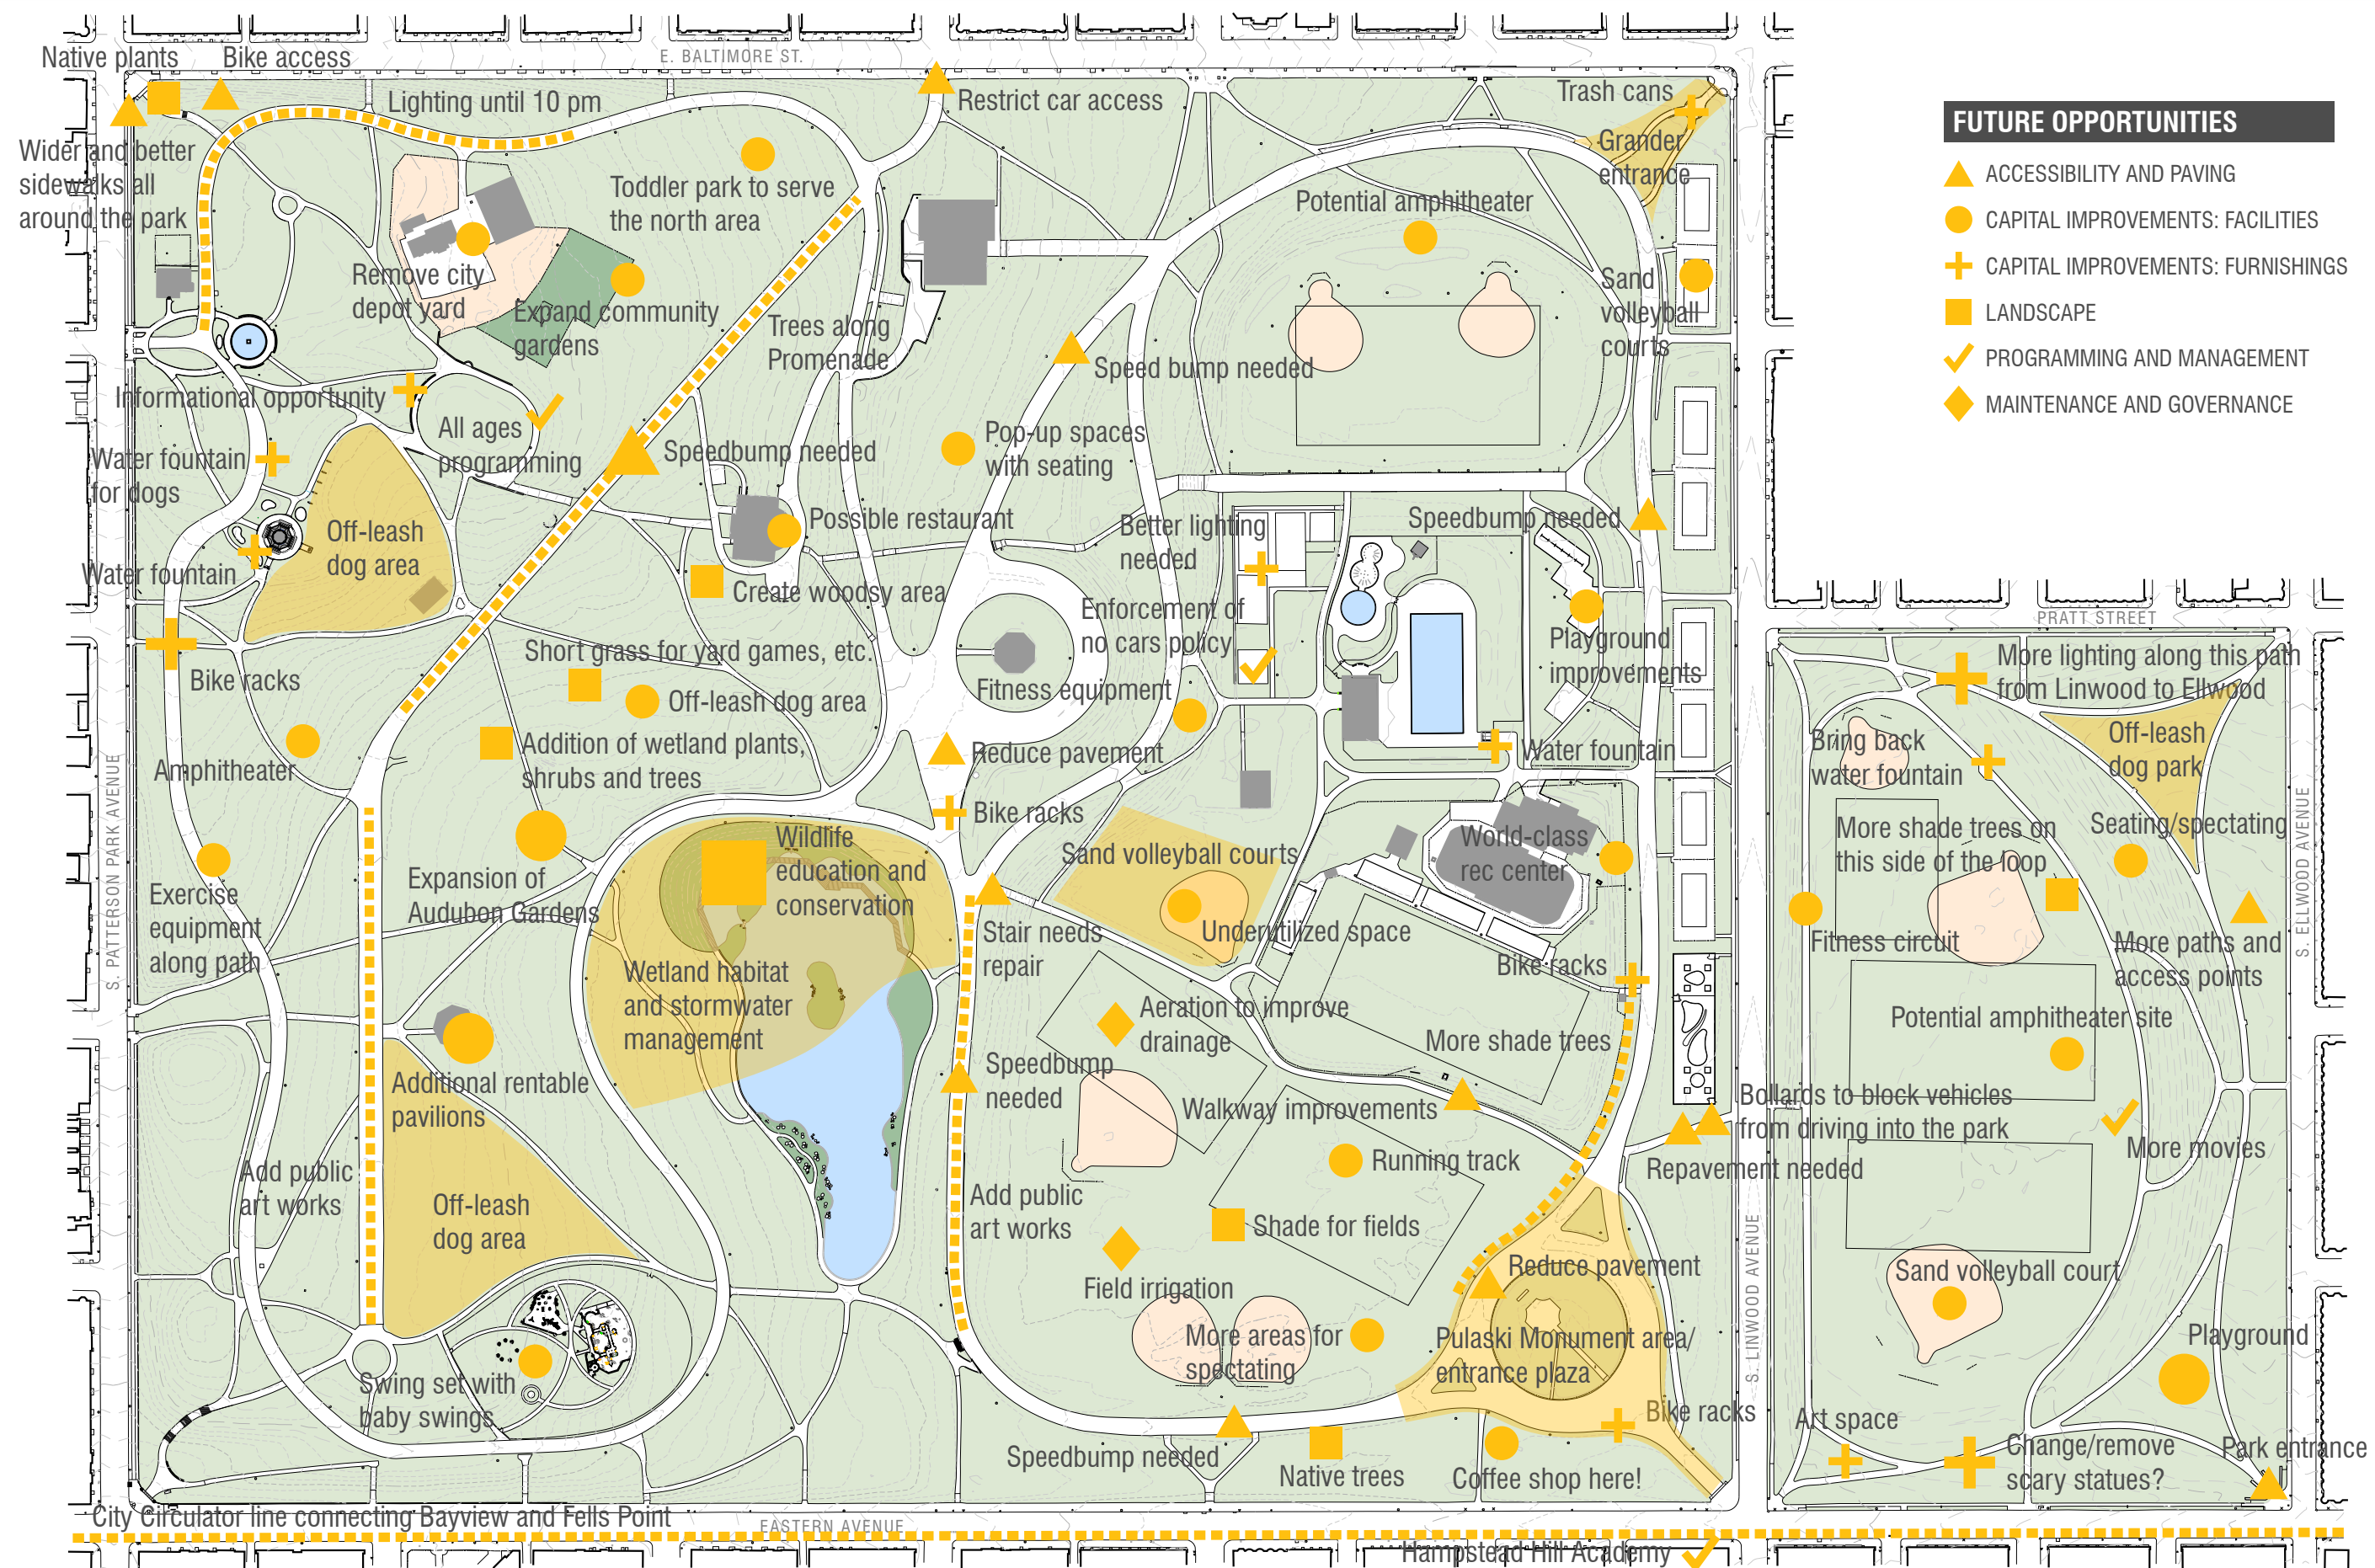 E. BALTIMORE ST.
Native plants
Bike access
Lighting until 10 pm
Restrict car access
Trash cans
Wider and better
sidewalks all
around the park
Grander
entrance
Toddler park to serve
the north area
Potential amphitheater
Remove city
depot yard
Expand community
gardens
Trees along
Promenade
Sand
volleyball
courts
Speed bump needed
Informational opportunity
All ages
programming
Speedbump needed
Pop-up spaces
with seating
Water fountain
for dogs
Off-leash
dog area
Possible restaurant
Better lighting
needed
Speedbump needed
Water fountain
Create woodsy area
Enforcement of
no cars policy
Playground
improvements
Short grass for yard games, etc.
Bike racks
Off-leash dog area
Fitness equipment
Addition of wetland plants,
shrubs and trees
Reduce pavement
Water fountain
Amphitheater
S. PATTERSON PARK AVENUE
Bike racks
Wildlife
education and
conservation
Sand volleyball courts
World-class
rec center
Exercise
equipment
along path
Expansion of
Audubon Gardens
Underutilized space
Stair needs
repair
Bike racks
Wetland habitat
and stormwater
management
Aeration to improve
drainage
More shade trees
Additional rentable
pavilions
Speedbump
needed
Walkway improvements
Bollards to block vehicles
from driving into the park
Repavement needed
Running track
Add public
art works
Off-leash
dog area
Add public
art works
Shade for fields
Field irrigation
Reduce pavement
More areas for
spectating
Pulaski Monument area/
entrance plaza
Swing set with
baby swings
Bike racks
Speedbump needed
Native trees
Coffee shop here!
S. LINWOOD AVENUE
City Circulator line connecting Bayview and Fells Point
EASTERN AVENUE
Hampstead Hill Academy
FUTURE OPPORTUNITIES
ACCESSIBILITY AND PAVING
CAPITAL IMPROVEMENTS: FACILITIES
CAPITAL IMPROVEMENTS: FURNISHINGS
LANDSCAPE
PROGRAMMING AND MANAGEMENT
MAINTENANCE AND GOVERNANCE
PRATT STREET
More lighting along this path
from Linwood to Ellwood
Bring back
water fountain
Off-leash
dog park
More shade trees on
this side of the loop
Seating/spectating
S. ELLWOOD AVENUE
Fitness circuit
More paths and
access points
Potential amphitheater site
More movies
Sand volleyball court
Playground
Art space
Change/remove
scary statues?
Park entrance